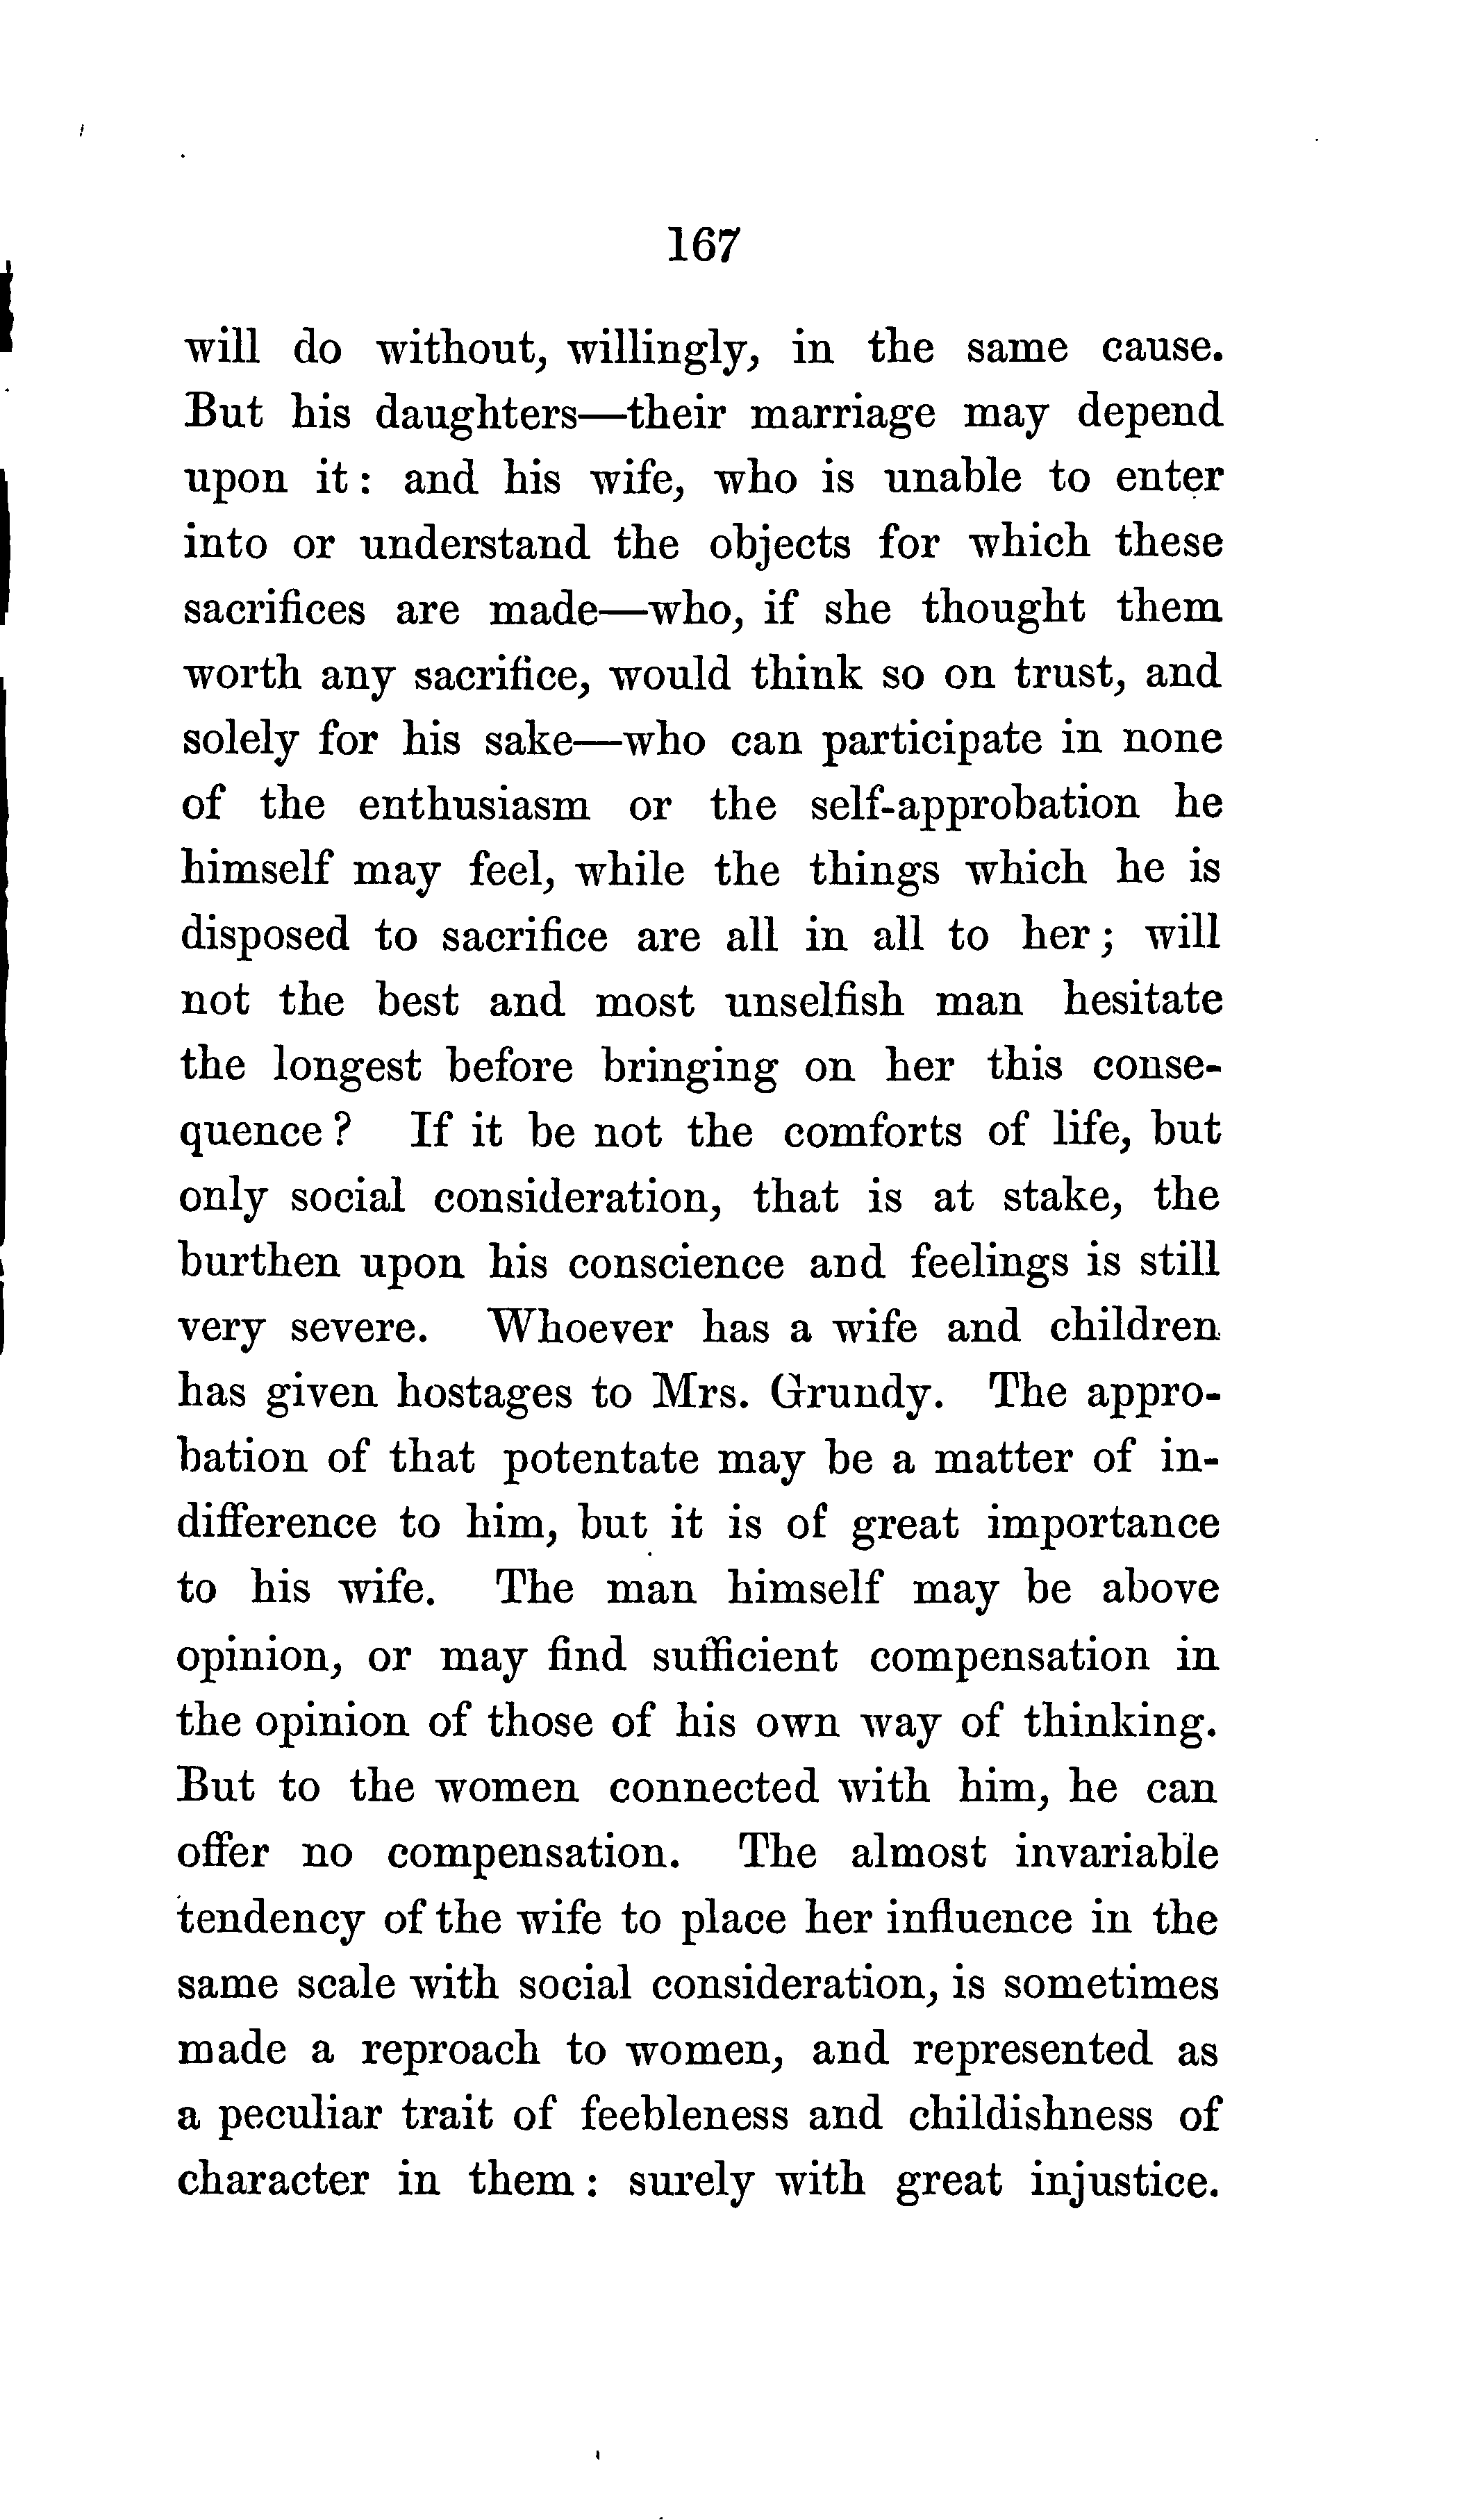 167
will do without, willingly, in the same cause.
But his daughters—their marriage may depend
upon it: and his wife, who is unable to enter
into or understand the objects for which these
sacrifices are made—who, if she thought them
worth any sacrifice, would think so on trust, and
solely for his sake—who can participate in none
of the enthusiasm or the self-approbation he
himself may feel, while the things which he is
disposed to sacrifice are all in all to her; will
not the best and most unselfish man hesitate
the longest before bringing on her this conse-
quence? If it be not the comforts of life, but
only social consideration, that is at stake, the
burthen upon his conscience and feelings is still
very severe. Whoever has a wife and children
has given hostages to Mrs. Grundy. The appro-
bation of that potentate may be a matter of in-
difference to him, but it is of great importance
to his wife. The man himself may be above
opinion, or may find sufficient compensation in
the opinion of those of his own way of thinking.
But to the women connected with him, he can
offer no compensation. The almost invariable
tendency of the wife to place her influence in the
same scale with social consideration, is sometimes
made a reproach to women, and represented as
a peculiar trait of feebleness and childishness of
character in them: surely with great injustice.